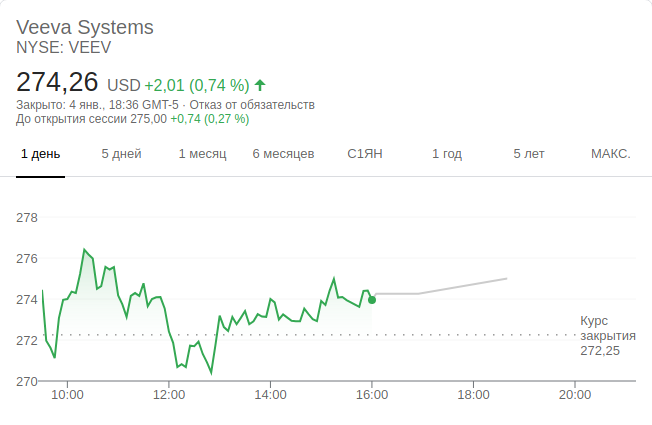 Veeva Systems
NYSE: VEEV
274,26 USD +2,01 (0,74 %)
Закрыто: 4 янв., 18:36 GMT-5 · Отказ от обязательств
До открытия сессии 275,00 +0,74 (0,27 %)
1 день 5 дней 1 месяц 6 месяцев С1ЯН 1 год 5 лет МАКС.
278
276
274
272
270
Курс
закрытия
272,25
10:00 12:00 14:00 16:00 18:00 20:00